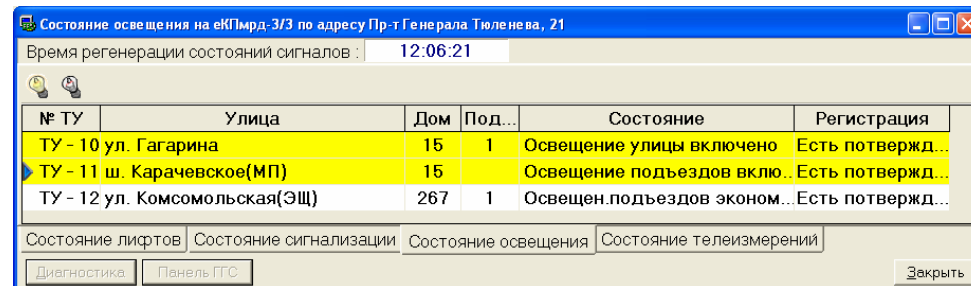 Состояние освещения на еКПмрд-3/3 по адресу Пр-т Генерала Тюленева, 21
Время регенерации состояний сигналов : 12:06:21
№ ТУ Улица Дом Под... Состояние Регистрация
ТУ - 10 ул. Гагарина 15 1 Освещение улицы включено Есть потвержд...
ТУ - 11 ш. Карачевское(МП) 15 Освещение подъездов вклю... Есть потвержд...
ТУ - 12 ул. Комсомольская(ЭЩ) 267 1 Освещен.подъездов эконом... Есть потвержд...
Состояние лифтов Состояние сигнализации Состояние освещения Состояние телеизмерений
Диагностика Панель ГГС Закрыть